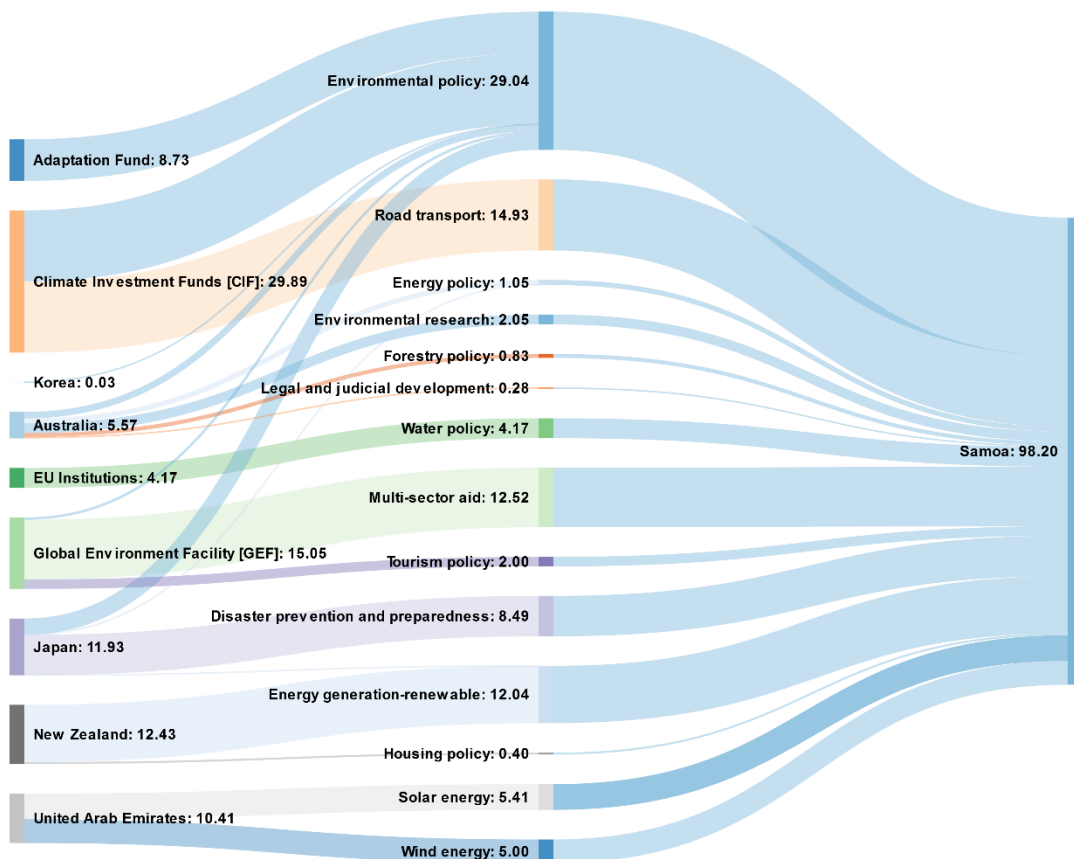 Environmental policy: 29.04
Adaptation Fund: 8.73
Road transport: 14.93
Climate Investment Funds [CIF]: 29.89
Energy policy: 1.05
Environmental research: 2.05
Forestry policy: 0.83
Korea: 0.03
Legal and judicial development: 0.28
Australia: 5.57
Water policy: 4.17
Samoa: 98.20
EU Institutions: 4.17
Multi-sector aid: 12.52
Global Environment Facility [GEF]: 15.05
Tourism policy: 2.00
Disaster prevention and preparedness: 8.49
Japan: 11.93
Energy generation-renewable: 12.04
New Zealand: 12.43
Housing policy: 0.40
Solar energy: 5.41
United Arab Emirates: 10.41
Wind energy: 5.00